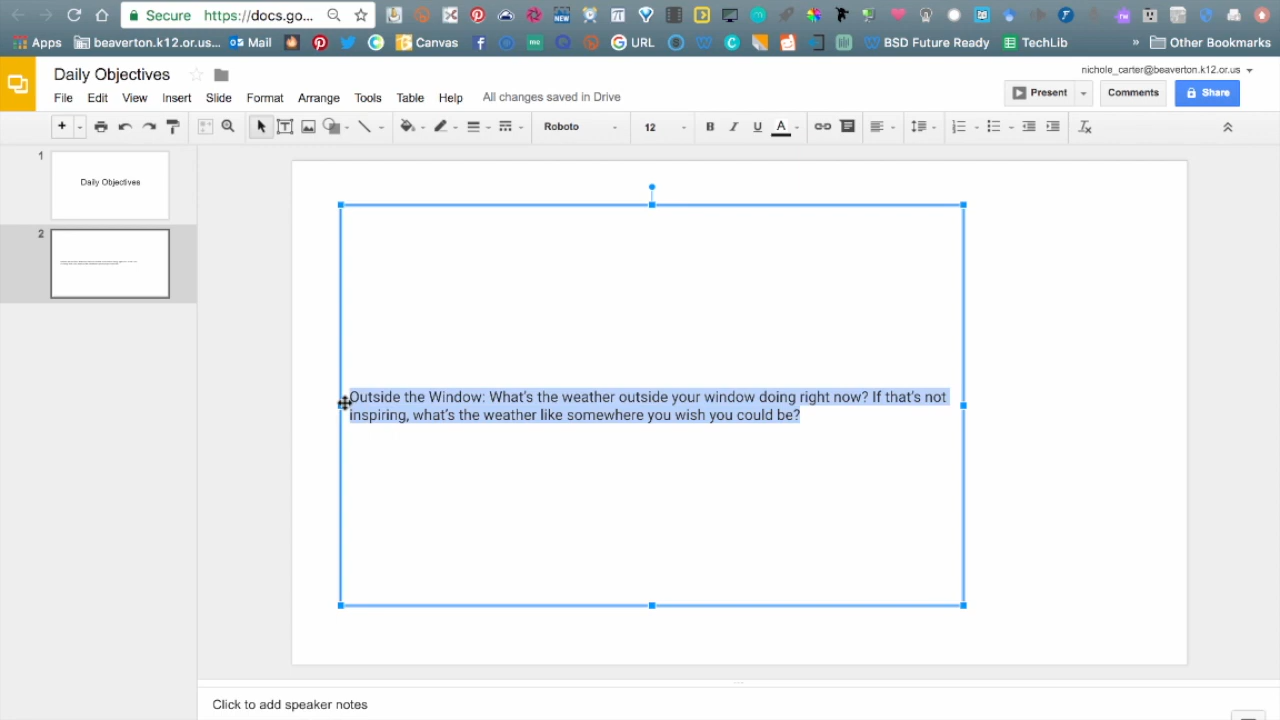 Secure https://docs.go...
Apps beaverton.k12.or.us... Mail Canvas URL BSD Future Ready TechLib » Other Bookmarks
Daily Objectives
nichole_carter@beaverton.k12.or.us
File Edit View Insert Slide Format Arrange Tools Table Help All changes saved in Drive
Present Comments Share
Roboto 12 B I U A
1
Daily Objectives
2
Outside the Window: What's the weather outside your window doing right now? If that's not
inspiring, what's the weather like somewhere you wish you could be?
Click to add speaker notes